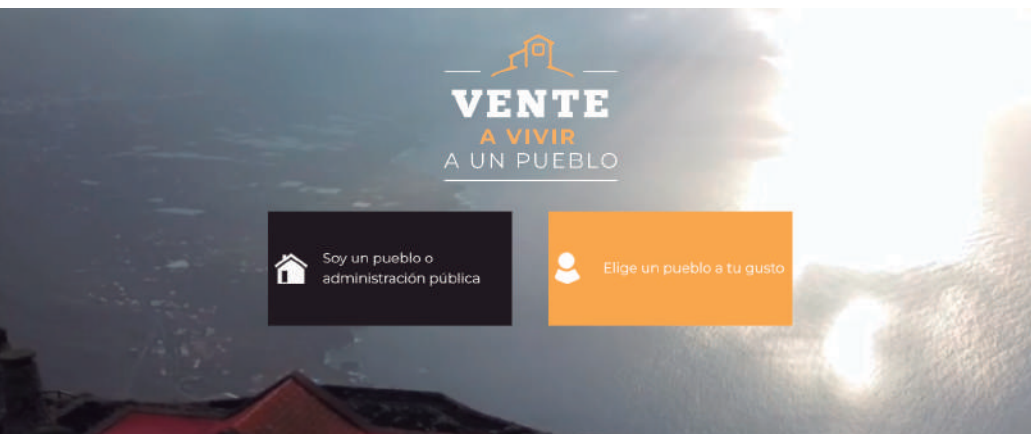 VENTE
A VIVIR
A UN PUEBLO
Soy un pueblo o
administración pública
Elige un pueblo a tu gusto